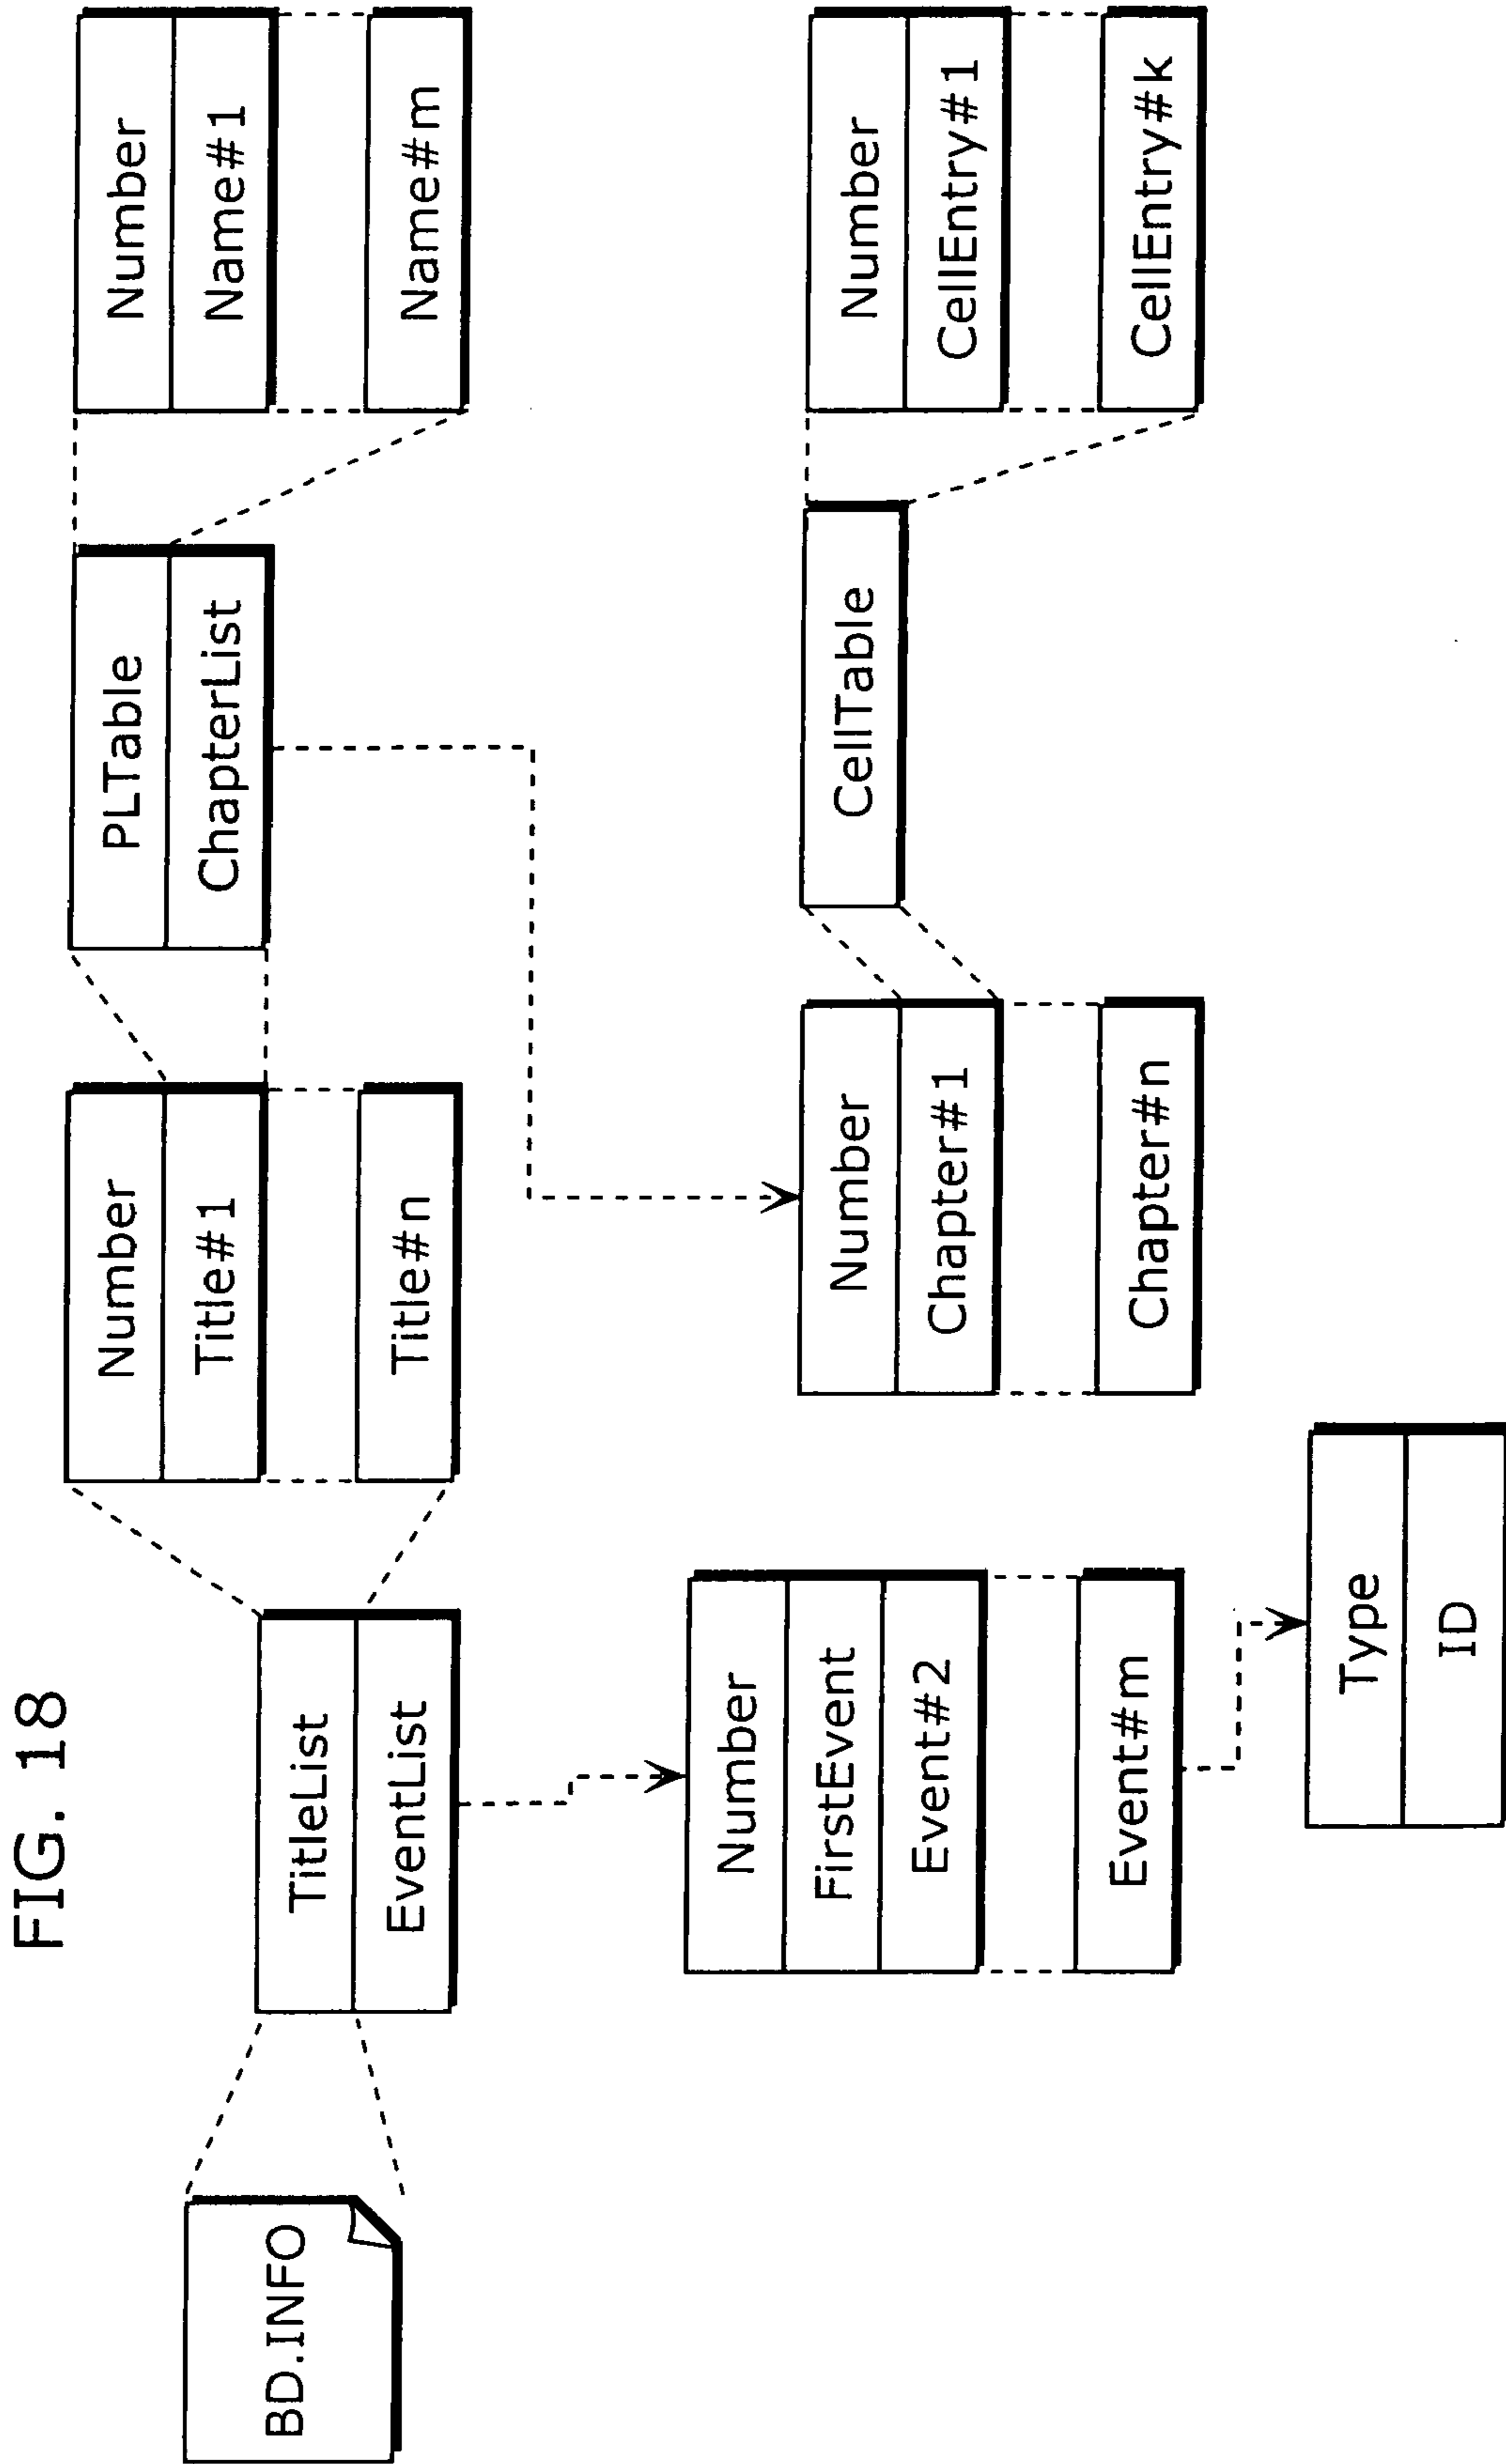 FIG. 18
BD.INFO
TitleList
EventList
Number
Title#1
Title#n
PLTable
ChapterList
Number
Name#1
Name#m
Number
FirstEvent
Event#2
Event#m
Type
ID
Number
Chapter#1
Chapter#n
CellTable
Number
CellEntry#1
CellEntry#k